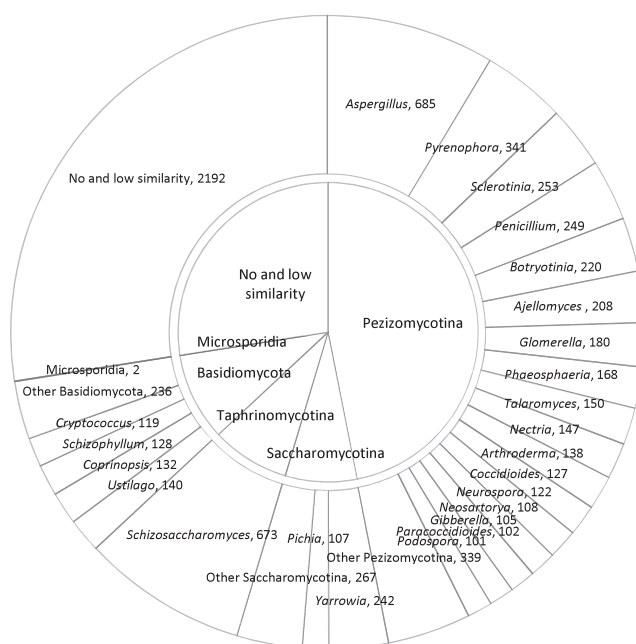 Aspergillus, 685
Pyrenophora, 341
No and low similarity, 2192
Sclerotinia, 253
Penicillium, 249
Botryotinia, 220
No and low
similarity
Ajellomyces , 208
Pezizomycotina
Glomerella, 180
Microsporidia
Microsporidia, 2
Basidiomycota
Phaeosphaeria, 168
Other Basidiomycota, 236
Talaromyces, 150
Taphrinomycotina
Cryptococcus, 119
Nectria, 147
Schizophyllum, 128
Saccharomycotina
Arthroderma, 138
Coprinopsis, 132
Coccidioides, 127
Ustilago, 140
Neurospora, 122
Neosartorya, 108
Gibberella, 105
Paracoccidioides, 102
Schizosaccharomyces, 673
Pichia, 107
Podospora, 101
Other Pezizomycotina, 339
Other Saccharomycotina, 267
Yarrowia, 242